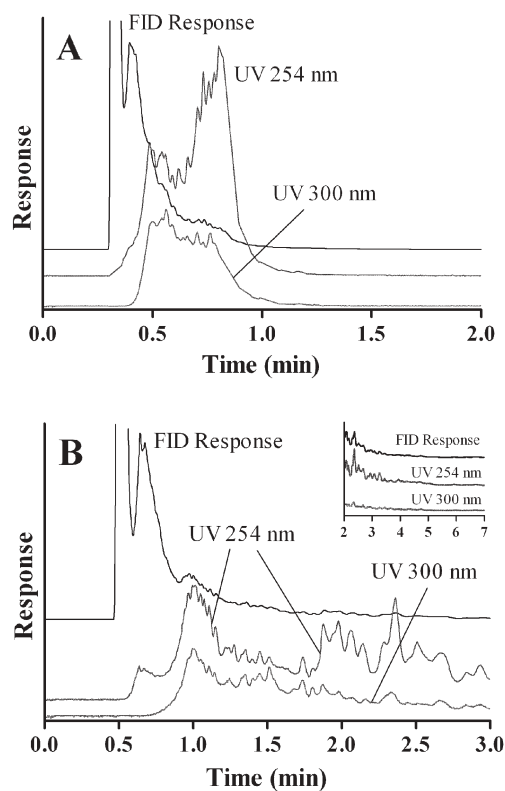 A
FID Response
UV 254 nm
UV 300 nm
Response
0.0 0.5 1.0 1.5 2.0
Time (min)
B
FID Response
UV 254 nm
UV 300 nm
FID Response
UV 254 nm
UV 300 nm
2 3 4 5 6 7
Response
0.0 0.5 1.0 1.5 2.0 2.5 3.0
Time (min)